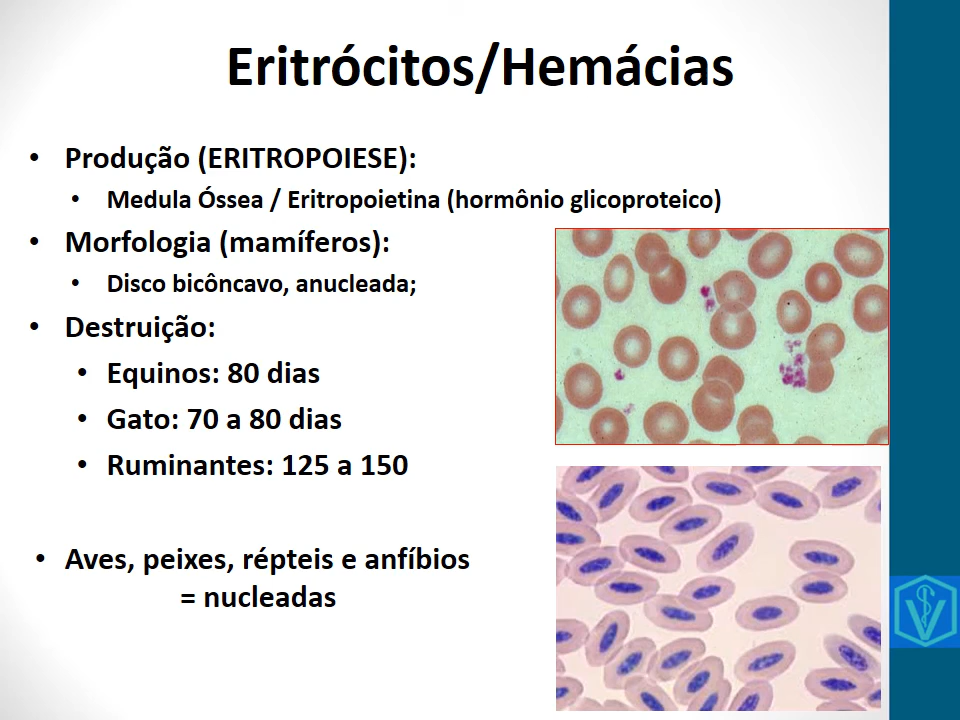 Eritrócitos/Hemácias
• Produção (ERITROPOIESE):
• Medula Óssea / Eritropoietina (hormônio glicoproteico)
• Morfologia (mamíferos):
• Disco bicôncavo, anucleada;
• Destruição:
• Equinos: 80 dias
• Gato: 70 a 80 dias
• Ruminantes: 125 a 150
• Aves, peixes, répteis e anfíbios
= nucleadas